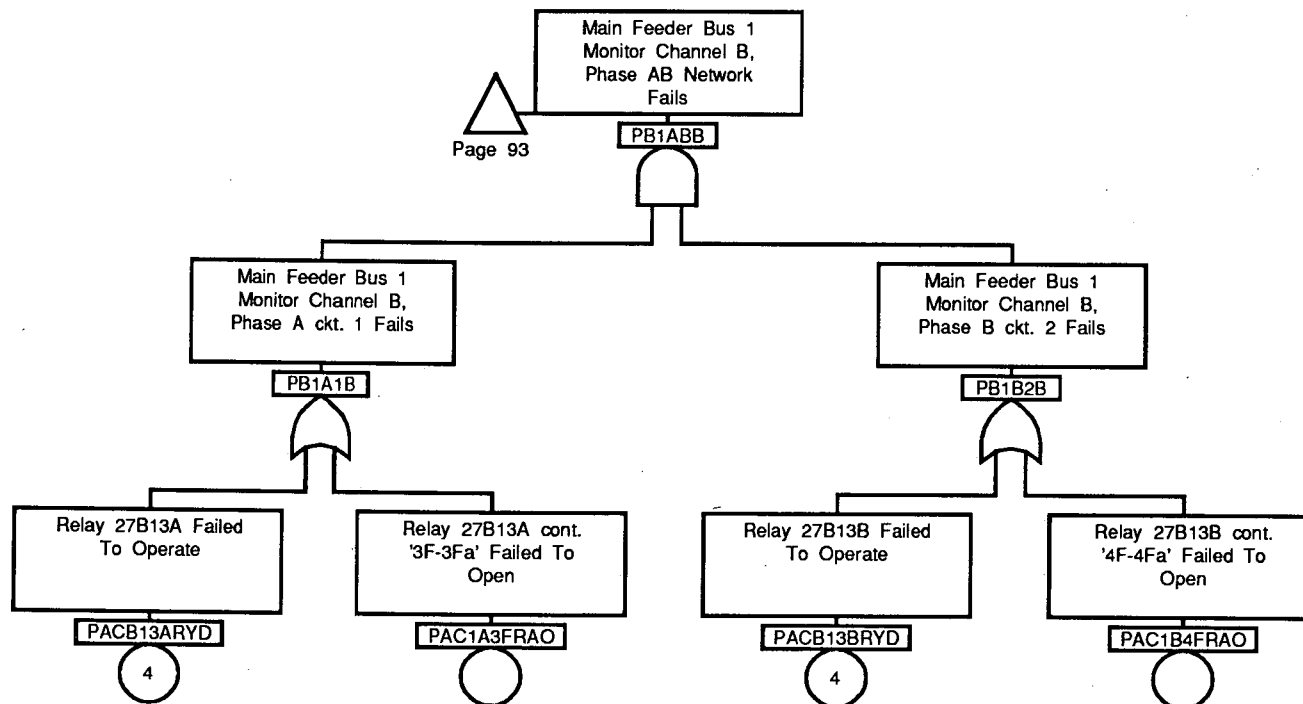 Main Feeder Bus 1
Monitor Channel B,
Phase AB Network
Fails
Page 93
PB1ABB
Main Feeder Bus 1
Monitor Channel B,
Phase A ckt. 1 Fails
PB1A1B
Main Feeder Bus 1
Monitor Channel B,
Phase B ckt. 2 Fails
PB1B2B
Relay 27B13A Failed
To Operate
PACB13ARYD
4
Relay 27B13A cont.
'3F-3Fa' Failed To
Open
PAC1A3FRAO
Relay 27B13B Failed
To Operate
PACB13BRYD
4
Relay 27B13B cont.
'4F-4Fa' Failed To
Open
PAC1B4FRAO